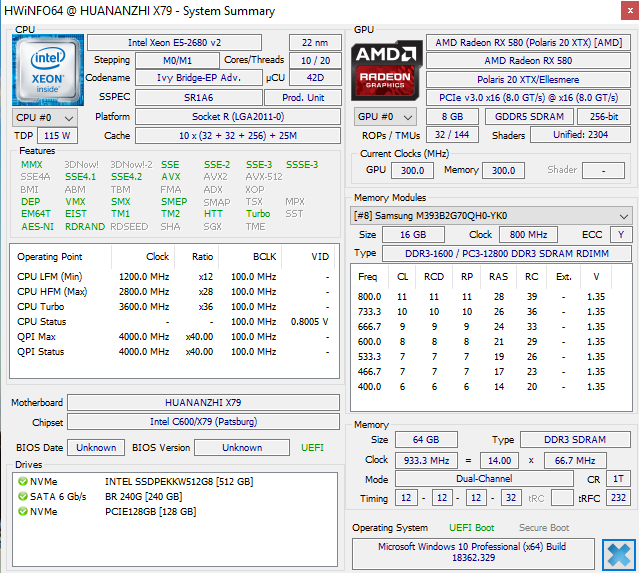 HWiNFO64 @ HUANANZHI X79 - System Summary
CPU
intel
XEON
inside
Intel Xeon E5-2680 v2
22 nm
Stepping M0/M1 Cores/Threads 10 / 20
Codename Ivy Bridge-EP Adv. µCU 42D
SSPEC SR1A6 Prod. Unit
CPU #0 Platform Socket R (LGA2011-0)
TDP 115 W Cache 10 x (32 + 32 + 256) + 25M
Features
MMX 3DNow! 3DNow!-2 SSE SSE-2 SSE-3 SSSE-3
SSE4A SSE4.1 SSE4.2 AVX AVX2 AVX-512
BMI ABM TBM FMA ADX XOP
DEP VMX SMX SMEP SMAP TSX MPX
EM64T EIST TM1 TM2 HTT Turbo SST
AES-NI RDRAND RDSEED SHA SGX TME
Operating Point Clock Ratio BCLK VID
CPU LFM (Min) 1200.0 MHz x12 100.0 MHz
CPU HFM (Max) 2800.0 MHz x28 100.0 MHz
CPU Turbo 3600.0 MHz x36 100.0 MHz
CPU Status - - 100.0 MHz 0.8005 V
QPI Max 4000.0 MHz x40.00 100.0 MHz
QPI Status 4000.0 MHz x40.00 100.0 MHz
Motherboard HUANANZHI X79
Chipset Intel C600/X79 (Patsburg)
BIOS Date Unknown BIOS Version Unknown UEFI
Drives
NVMe INTEL SSDPEKKW512G8 [512 GB]
SATA 6 Gb/s BR 240G [240 GB]
NVMe PCIE128GB [128 GB]
GPU
AMD
RADEON
GRAPHICS
AMD Radeon RX 580 (Polaris 20 XTX) [AMD]
AMD Radeon RX 580
Polaris 20 XTX/Ellesmere
PCIe v3.0 x16 (8.0 GT/s) @ x16 (8.0 GT/s)
GPU #0 8 GB GDDR5 SDRAM 256-bit
ROPs / TMUs 32 / 144 Shaders Unified: 2304
Current Clocks (MHz)
GPU 300.0 Memory 300.0 Shader -
Memory Modules
[#8] Samsung M393B2G70QH0-YK0
Size 16 GB Clock 800 MHz ECC Y
Type DDR3-1600 / PC3-12800 DDR3 SDRAM RDIMM
Freq CL RCD RP RAS RC Ext. V
800.0 11 11 11 28 39 - 1.35
733.3 10 10 10 26 36 - 1.35
666.7 9 9 9 24 33 - 1.35
600.0 8 8 8 21 29 - 1.35
533.3 7 7 7 19 26 - 1.35
466.7 7 7 7 17 23 - 1.35
400.0 6 6 6 14 20 - 1.35
Memory
Size 64 GB Type DDR3 SDRAM
Clock 933.3 MHz = 14.00 x 66.7 MHz
Mode Dual-Channel CR 1T
Timing 12 - 12 - 12 - 32 tRC tRFC 232
Operating System UEFI Boot Secure Boot
Microsoft Windows 10 Professional (x64) Build
18362.329